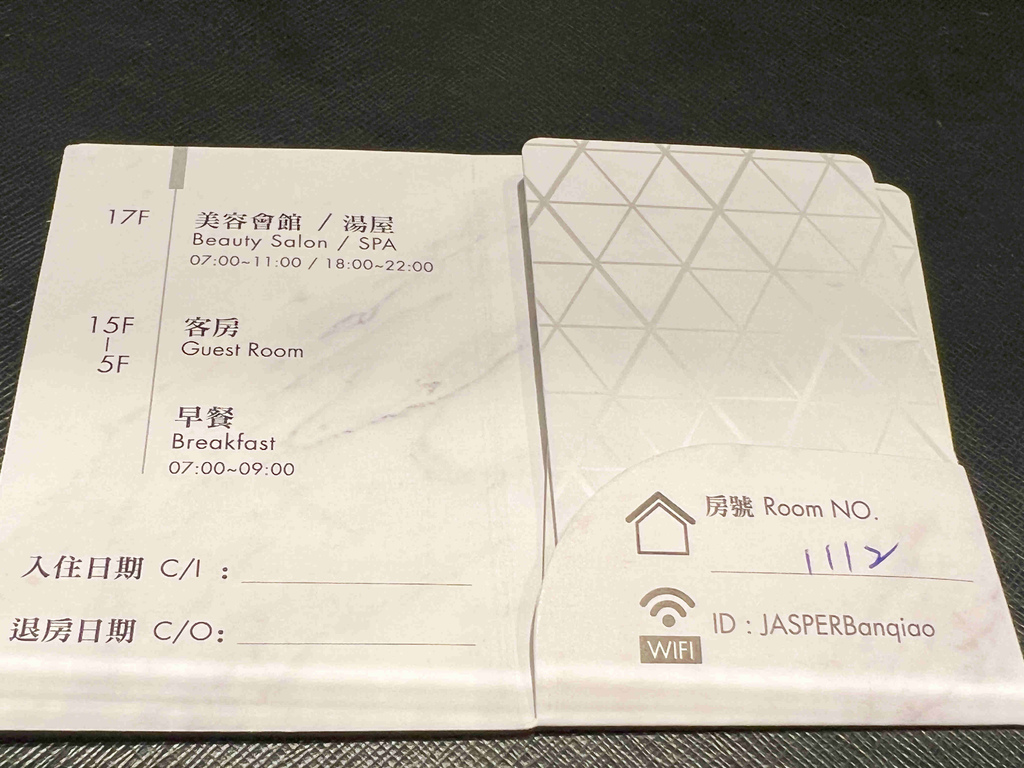 17F
美容會館 / 湯屋
Beauty Salon / SPA
07:00~11:00 / 18:00~22:00
15F
5F
客房
Guest Room
早餐
Breakfast
07:00~09:00
入住日期 C/I :
退房日期 C/O:
房號 Room NO.
1112
WIFI
ID : JASPERBanqiao